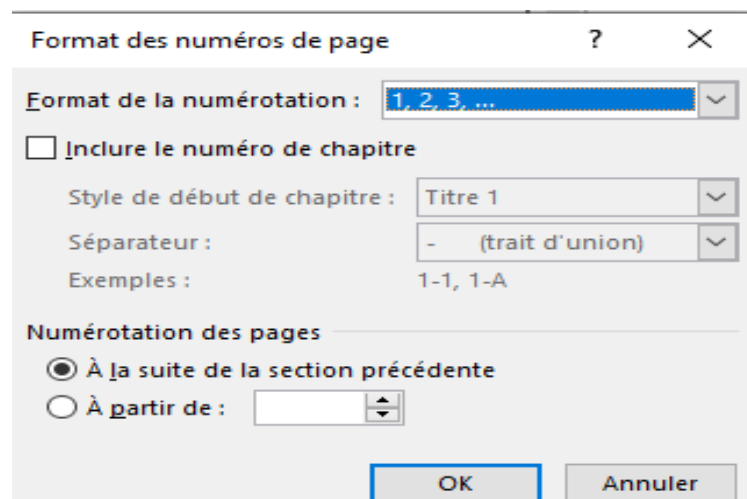 Format des numéros de page ?
Format de la numérotation : 1, 2, 3, ...
Inclure le numéro de chapitre
Style de début de chapitre : Titre 1
Séparateur : - (trait d'union)
Exemples : 1-1, 1-A
Numérotation des pages
À la suite de la section précédente
À partir de :
OK Annuler